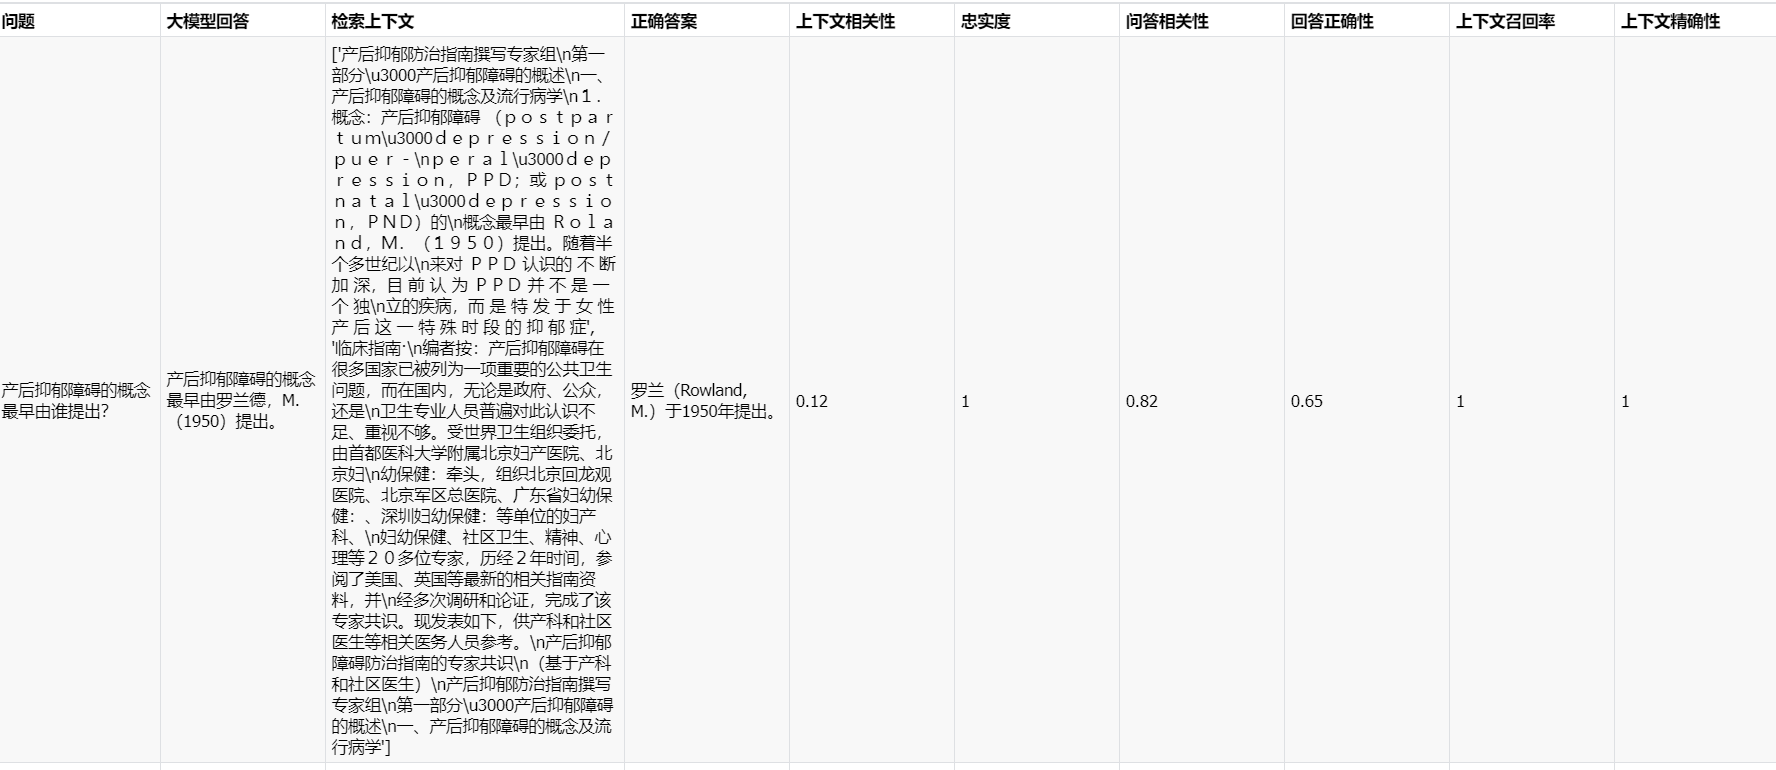 问题	大模型回答	检索上下文	正确答案	上下文相关性	忠实度	问答相关性	回答正确性	上下文召回率	上下文精确性
产后抑郁障碍的概念
最早由谁提出？
产后抑郁障碍的概念
最早由罗兰德，M.
（1950）提出。
['产后抑郁防治指南撰写专家组\n第一
部分\u3000产后抑郁障碍的概述\n一、
产后抑郁障碍的概念及流行病学\n１．
概念：产后抑郁障碍 （ｐｏｓｔｐａｒ
ｔｕｍ\u3000ｄｅｐｒｅｓｓｉｏｎ／
ｐｕｅｒ－\nｐｅｒａｌ\u3000ｄｅｐ
ｒｅｓｓｉｏｎ，ＰＰＤ；或 ｐｏｓｔ
ｎａｔａｌ\u3000ｄｅｐｒｅｓｓｉｏ
ｎ，ＰＮＤ）的\n概念最早由 Ｒｏｌａ
ｎｄ，Ｍ．（１９５０）提出。随着半
个多世纪以\n来对 ＰＰＤ 认识的 不 断
加 深，目 前 认 为 ＰＰＤ 并 不 是 一
个 独\n立的疾病，而 是 特 发 于 女 性
产 后 这 一 特 殊 时 段 的 抑 郁 症',
'临床指南·\n编者按：产后抑郁障碍在
很多国家已被列为一项重要的公共卫生
问题，而在国内，无论是政府、公众，
还是\n卫生专业人员普遍对此认识不
足、重视不够。受世界卫生组织委托，
由首都医科大学附属北京妇产医院、北
京妇\n幼保健：牵头，组织北京回龙观
医院、北京军区总医院、广东省妇幼保
健：、深圳妇幼保健：等单位的妇产
科、\n妇幼保健、社区卫生、精神、心
理等２０多位专家，历经２年时间，参
阅了美国、英国等最新的相关指南资
料，并\n经多次调研和论证，完成了该
专家共识。现发表如下，供产科和社区
医生等相关医务人员参考。\n产后抑郁
障碍防治指南的专家共识\n（基于产科
和社区医生）\n产后抑郁防治指南撰写
专家组\n第一部分\u3000产后抑郁障碍
的概述\n一、产后抑郁障碍的概念及流
行病学']
罗兰（Rowland,
M.）于1950年提出。
0.12	1	0.82	0.65	1	1